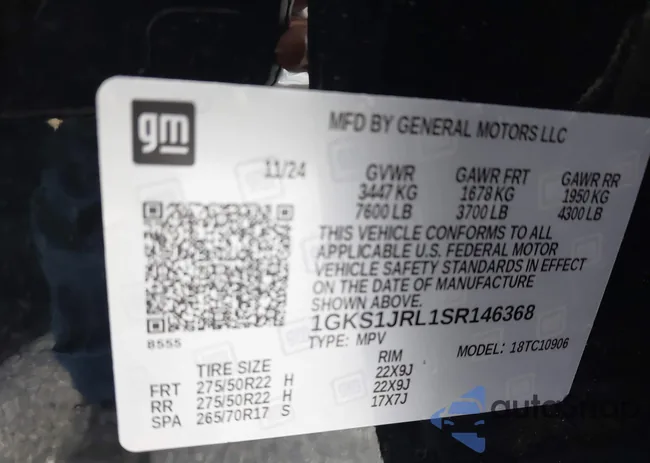 gm
MFD BY GENERAL MOTORS LLC
11/24 GVWR GAWR FRT GAWR RR
3447 KG 1678 KG 1950 KG
7600 LB 3700 LB 4300 LB
THIS VEHICLE CONFORMS TO ALL
APPLICABLE U.S. FEDERAL MOTOR
VEHICLE SAFETY STANDARDS IN EFFECT
ON THE DATE OF MANUFACTURE
SHOWN ABOVE.
1GKS1JRL1SR146368
8555 TYPE: MPV MODEL: 18TC10906
TIRE SIZE RIM
FRT 275/50R22 H 22X9J
RR 275/50R22 H 22X9J
SPA 265/70R17 S 17X7J